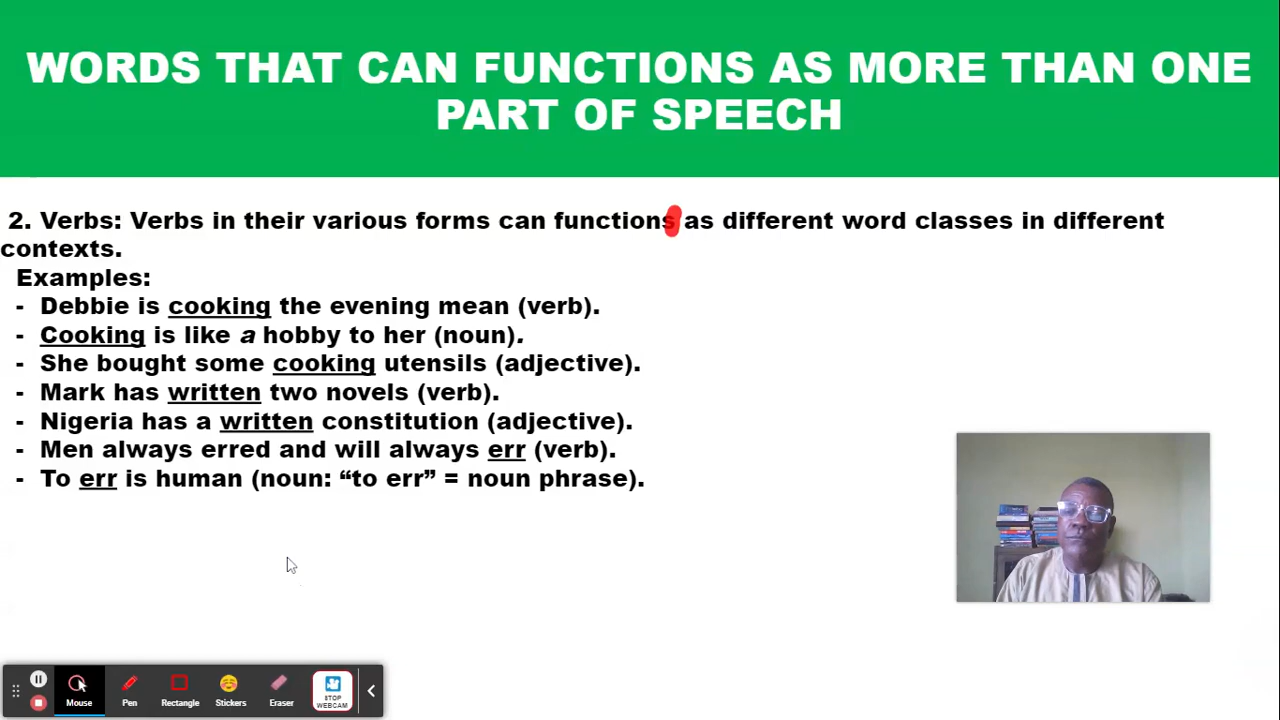 WORDS THAT CAN FUNCTIONS AS MORE THAN ONE
PART OF SPEECH
2. Verbs: Verbs in their various forms can functions as different word classes in different
contexts.
Examples:
- Debbie is cooking the evening mean (verb).
- Cooking is like a hobby to her (noun).
- She bought some cooking utensils (adjective).
- Mark has written two novels (verb).
- Nigeria has a written constitution (adjective).
- Men always erred and will always err (verb).
- To err is human (noun: “to err” = noun phrase).
Mouse Pen Rectangle Stickers Eraser STOP
WEBCAM